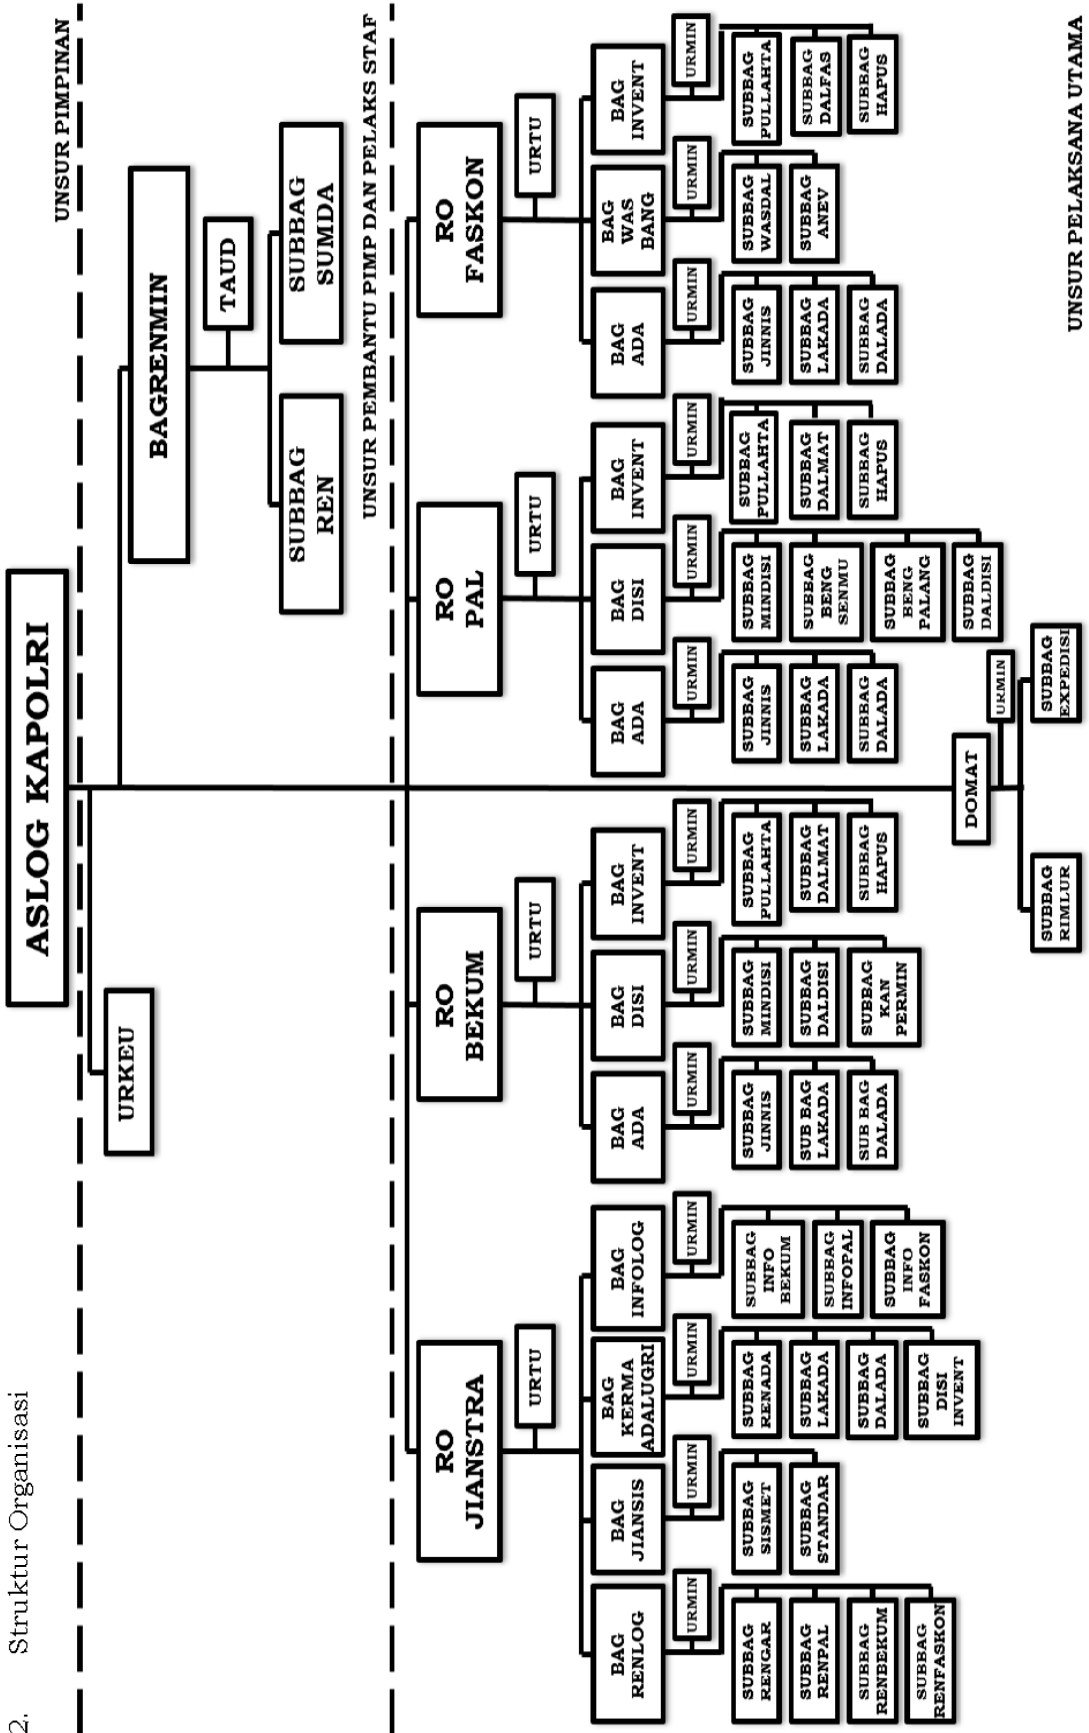 2. Struktur Organisasi
ASLOG KAPOLRI
UNSUR PIMPINAN
URKEU
BAGRENMIN
TAUD
SUBBAG
REN
SUBBAG
SUMDA
UNSUR PEMBANTU PIMP DAN PELAKS STAF
RO
JIANSTRA
RO
BEKUM
RO
PAL
RO
FASKON
URTU
URTU
URTU
URTU
BAG
RENLOG
BAG
JIANSIS
BAG
KERMA
ADALUGRI
BAG
INFOLOG
BAG
ADA
BAG
DISI
BAG
INVENT
BAG
ADA
BAG
DISI
BAG
INVENT
BAG
ADA
BAG
WAS
BANG
BAG
INVENT
URMIN
URMIN
URMIN
URMIN
URMIN
URMIN
URMIN
URMIN
URMIN
URMIN
URMIN
URMIN
URMIN
SUBBAG
RENGAR
SUBBAG
RENPAL
SUBBAG
RENBEKUM
SUBBAG
RENFASKON
SUBBAG
SISMET
SUBBAG
STANDAR
SUBBAG
RENADA
SUBBAG
LAKADA
SUBBAG
DALADA
SUBBAG
DISI
INVENT
SUBBAG
INFO
BEKUM
SUBBAG
INFOPAL
SUBBAG
INFO
FASKON
SUBBAG
JINNIS
SUB BAG
LAKADA
SUB BAG
DALADA
SUBBAG
MINDISI
SUBBAG
DALDISI
SUBBAG
KAN
PERMIN
SUBBAG
PULLAHTA
SUBBAG
DALMAT
SUBBAG
HAPUS
SUBBAG
JINNIS
SUBBAG
LAKADA
SUBBAG
DALADA
SUBBAG
MINDISI
SUBBAG
BENG
SENMU
SUBBAG
BENG
PALANG
SUBBAG
DALDISI
SUBBAG
PULLAHTA
SUBBAG
DALMAT
SUBBAG
HAPUS
SUBBAG
JINNIS
SUBBAG
LAKADA
SUBBAG
DALADA
SUBBAG
WASDAL
SUBBAG
ANEV
SUBBAG
PULLAHTA
SUBBAG
DALFAS
SUBBAG
HAPUS
DOMAT
URMIN
SUBBAG
RIMLUR
SUBBAG
EXPEDISI
UNSUR PELAKSANA UTAMA